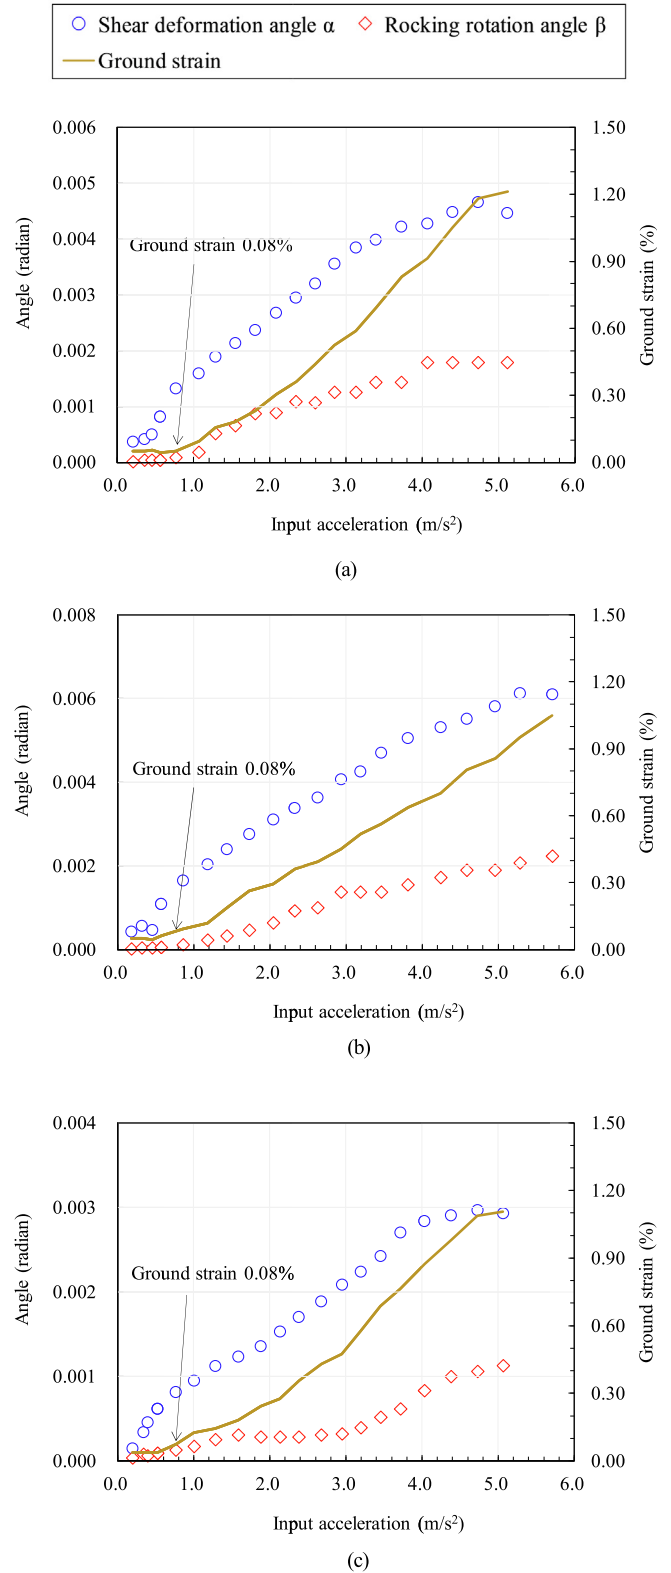 Shear deformation angle α Rocking rotation angle β
Ground strain
0.006 1.50
0.005 1.20
0.004 0.90
0.003 0.60
0.002 0.30
0.001 0.00
0.000
Angle (radian)
Ground strain (%)
Ground strain 0.08%
0.0 1.0 2.0 3.0 4.0 5.0 6.0
Input acceleration (m/s²)
(a)
0.008 1.50
0.006 1.20
0.004 0.90
0.002 0.60
0.000 0.30
0.00
Angle (radian)
Ground strain (%)
Ground strain 0.08%
0.0 1.0 2.0 3.0 4.0 5.0 6.0
Input acceleration (m/s²)
(b)
0.004 1.50
0.003 1.20
0.002 0.90
0.001 0.60
0.000 0.30
0.00
Angle (radian)
Ground strain (%)
Ground strain 0.08%
0.0 1.0 2.0 3.0 4.0 5.0 6.0
Input acceleration (m/s²)
(c)